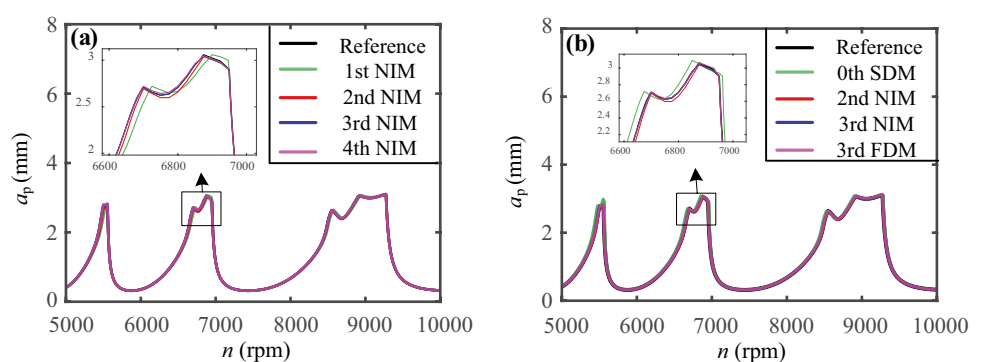 (a)
8
6
4
2
0
a_p (mm)
3
2.5
2
6600
6800
7000
Reference
1st NIM
2nd NIM
3rd NIM
4th NIM
5000
6000
7000
8000
9000
10000
n (rpm)
(b)
8
6
4
2
0
a_p (mm)
3
2.8
2.6
2.4
2.2
6600
6800
7000
Reference
0th SDM
2nd NIM
3rd NIM
3rd FDM
5000
6000
7000
8000
9000
10000
n (rpm)